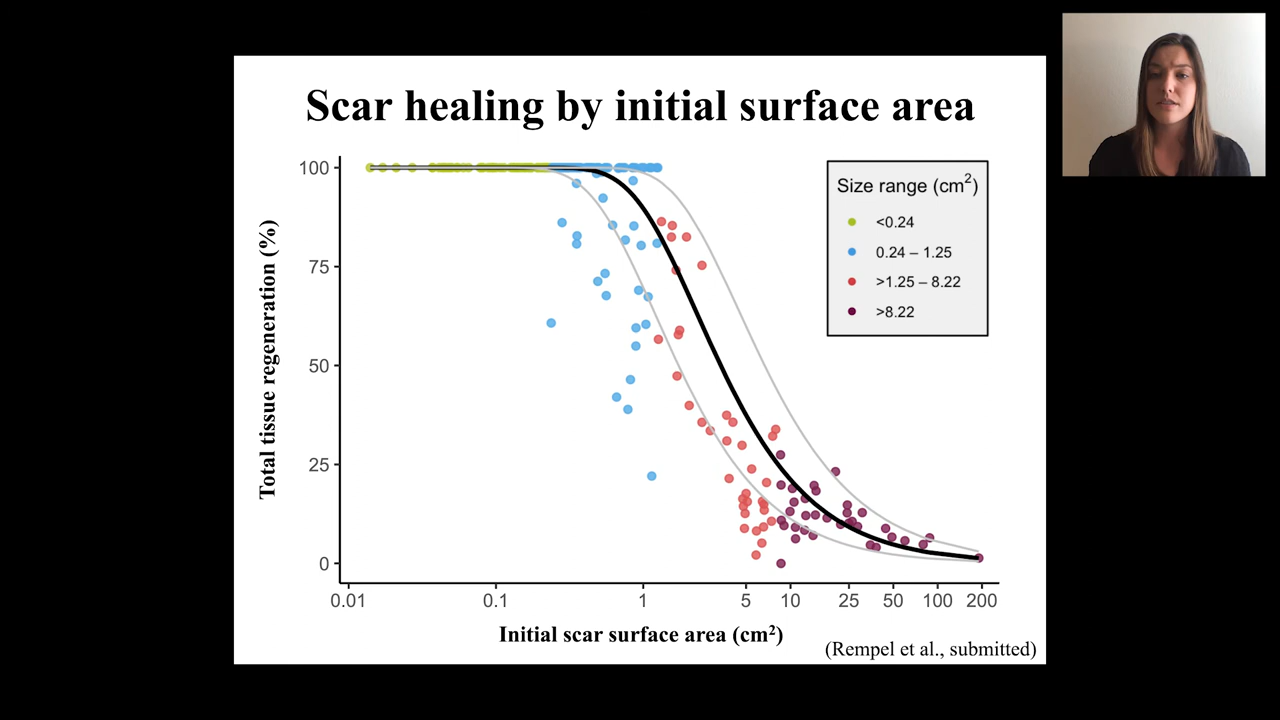 Scar healing by initial surface area
Total tissue regeneration (%)
100
75
50
25
0
0.01 0.1 1 5 10 25 50 100 200
Initial scar surface area (cm²)
Size range (cm²)
<0.24
0.24 – 1.25
>1.25 – 8.22
>8.22
(Rempel et al., submitted)